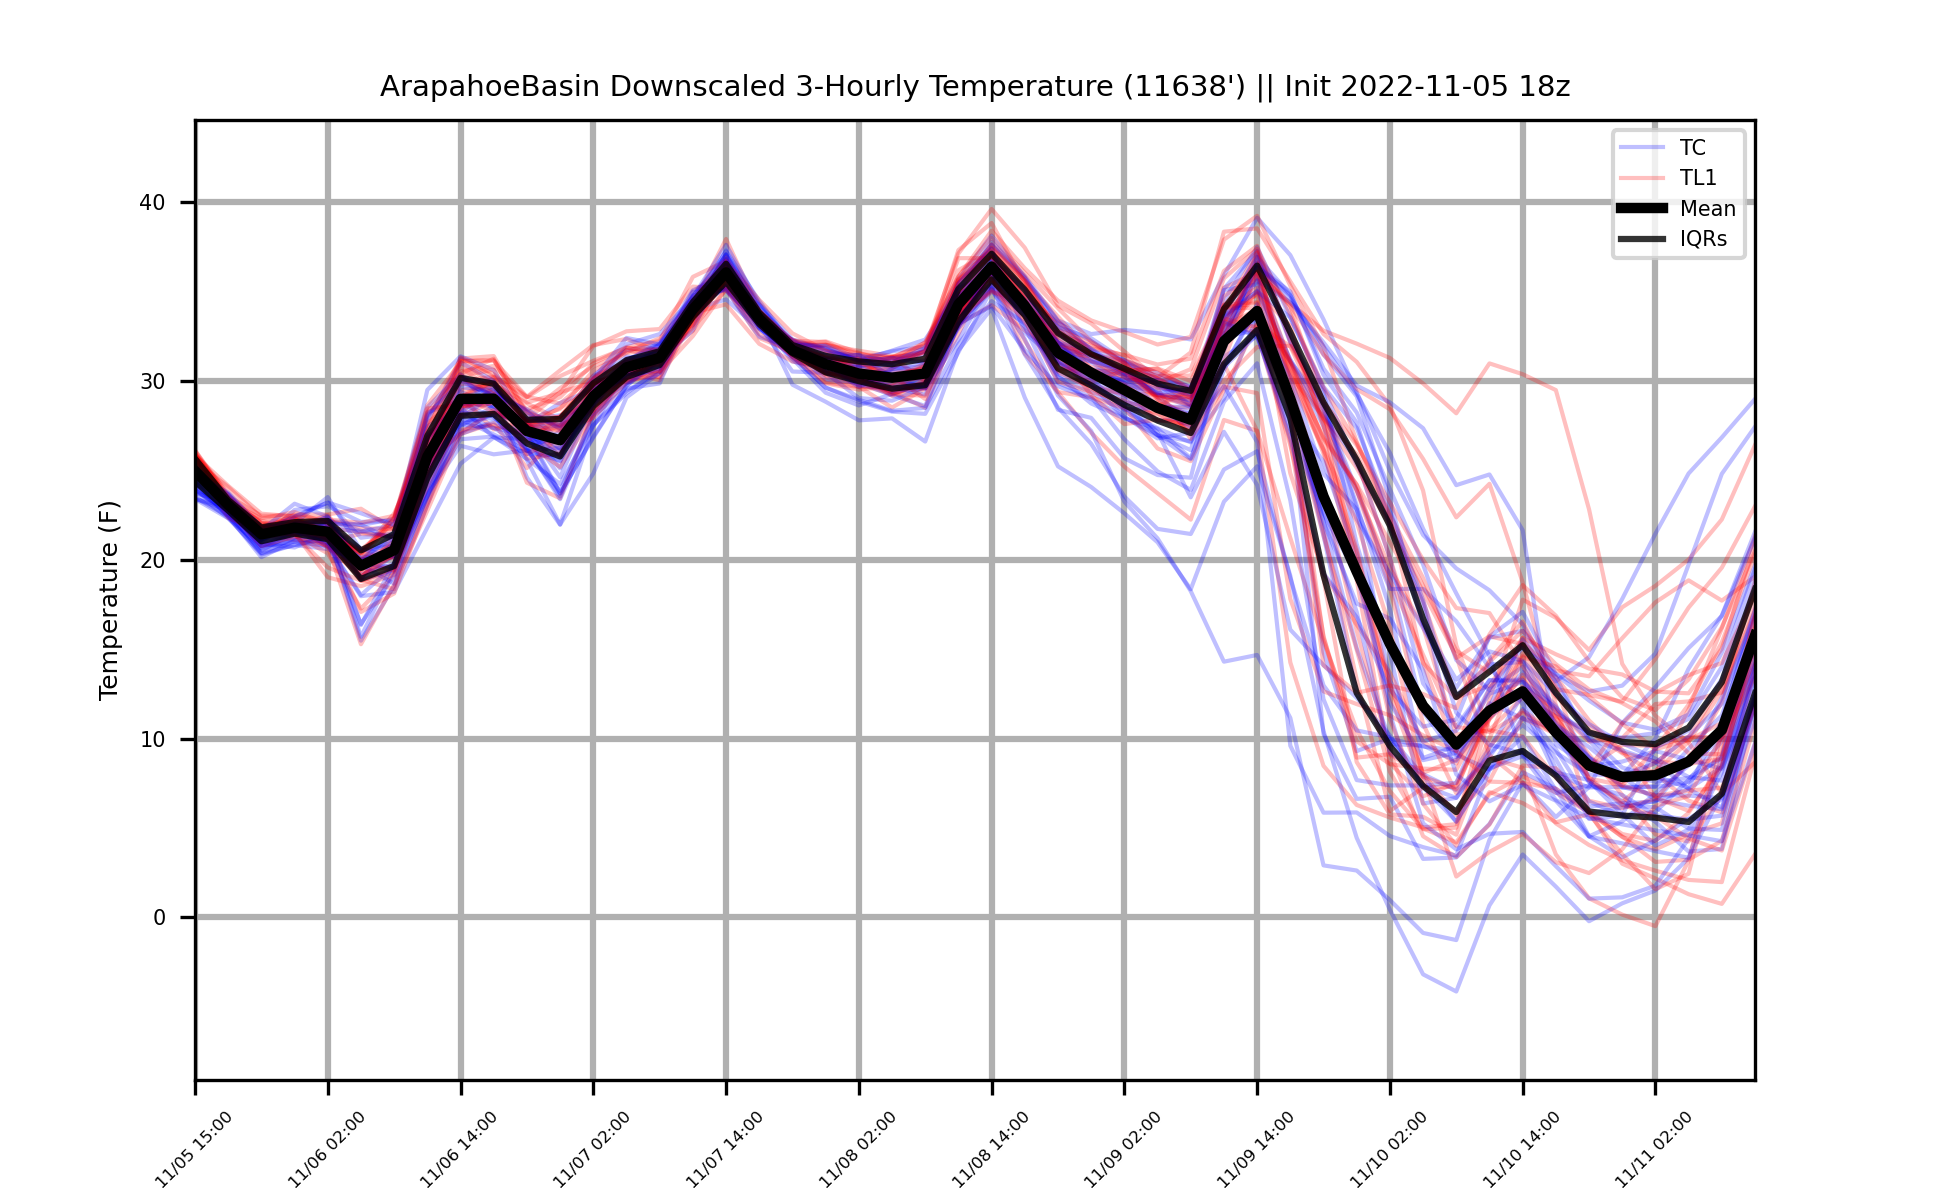 ArapahoeBasin Downscaled 3-Hourly Temperature (11638') || Init 2022-11-05 18z
TC
TL1
Mean
IQRs
Temperature (F)
40
30
20
10
0
11/05 15:00
11/06 02:00
11/06 14:00
11/07 02:00
11/07 14:00
11/08 02:00
11/08 14:00
11/09 02:00
11/09 14:00
11/10 02:00
11/10 14:00
11/11 02:00